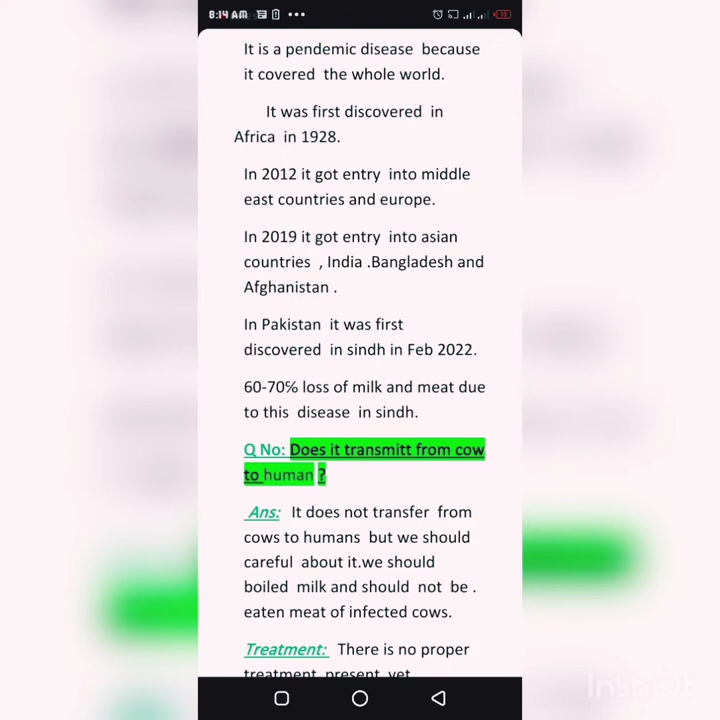 8:14 AM
15
It is a pendemic disease because
it covered the whole world.
It was first discovered in
Africa in 1928.
In 2012 it got entry into middle
east countries and europe.
In 2019 it got entry into asian
countries , India .Bangladesh and
Afghanistan .
In Pakistan it was first
discovered in sindh in Feb 2022.
60-70% loss of milk and meat due
to this disease in sindh.
Q No: Does it transmitt from cow
to human ?
Ans: It does not transfer from
cows to humans but we should
careful about it.we should
boiled milk and should not be .
eaten meat of infected cows.
Treatment: There is no proper
treatment present yet
InShot